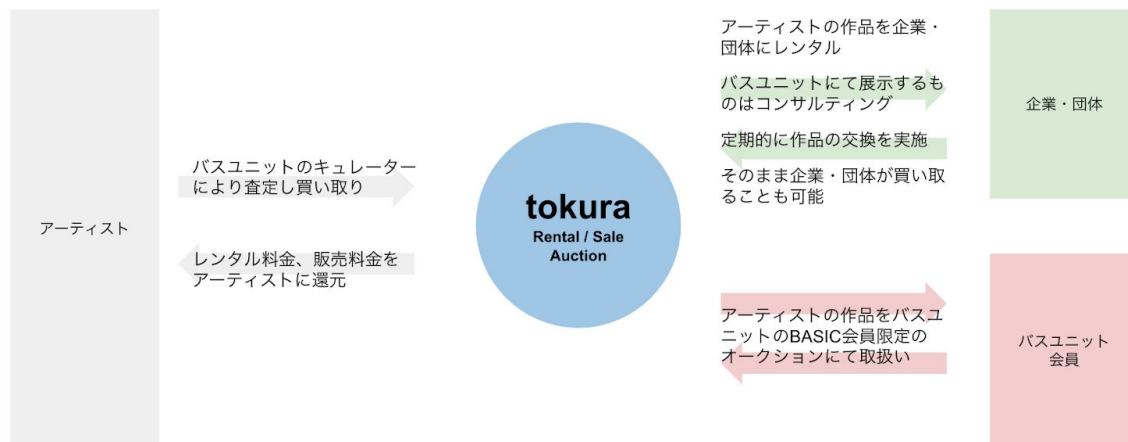 アーティスト
バスユニットのキュレーター
により査定し買い取り
レンタル料金、販売料金を
アーティストに還元
tokura
Rental / Sale
Auction
アーティストの作品を企業・
団体にレンタル
バスユニットにて展示するも
のはコンサルティング
定期的に作品の交換を実施
そのまま企業・団体が買い取
ることも可能
企業・団体
アーティストの作品をバスユ
ニットのBASIC会員限定の
オークションにて取扱い
バスユニット
会員